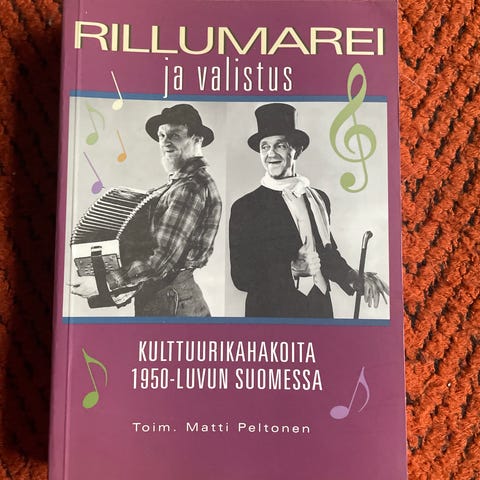 RILLUMAREI
ja valistus
KULTTUURIKAHAKOITA
1950-LUVUN SUOMESSA
Toim. Matti Peltonen